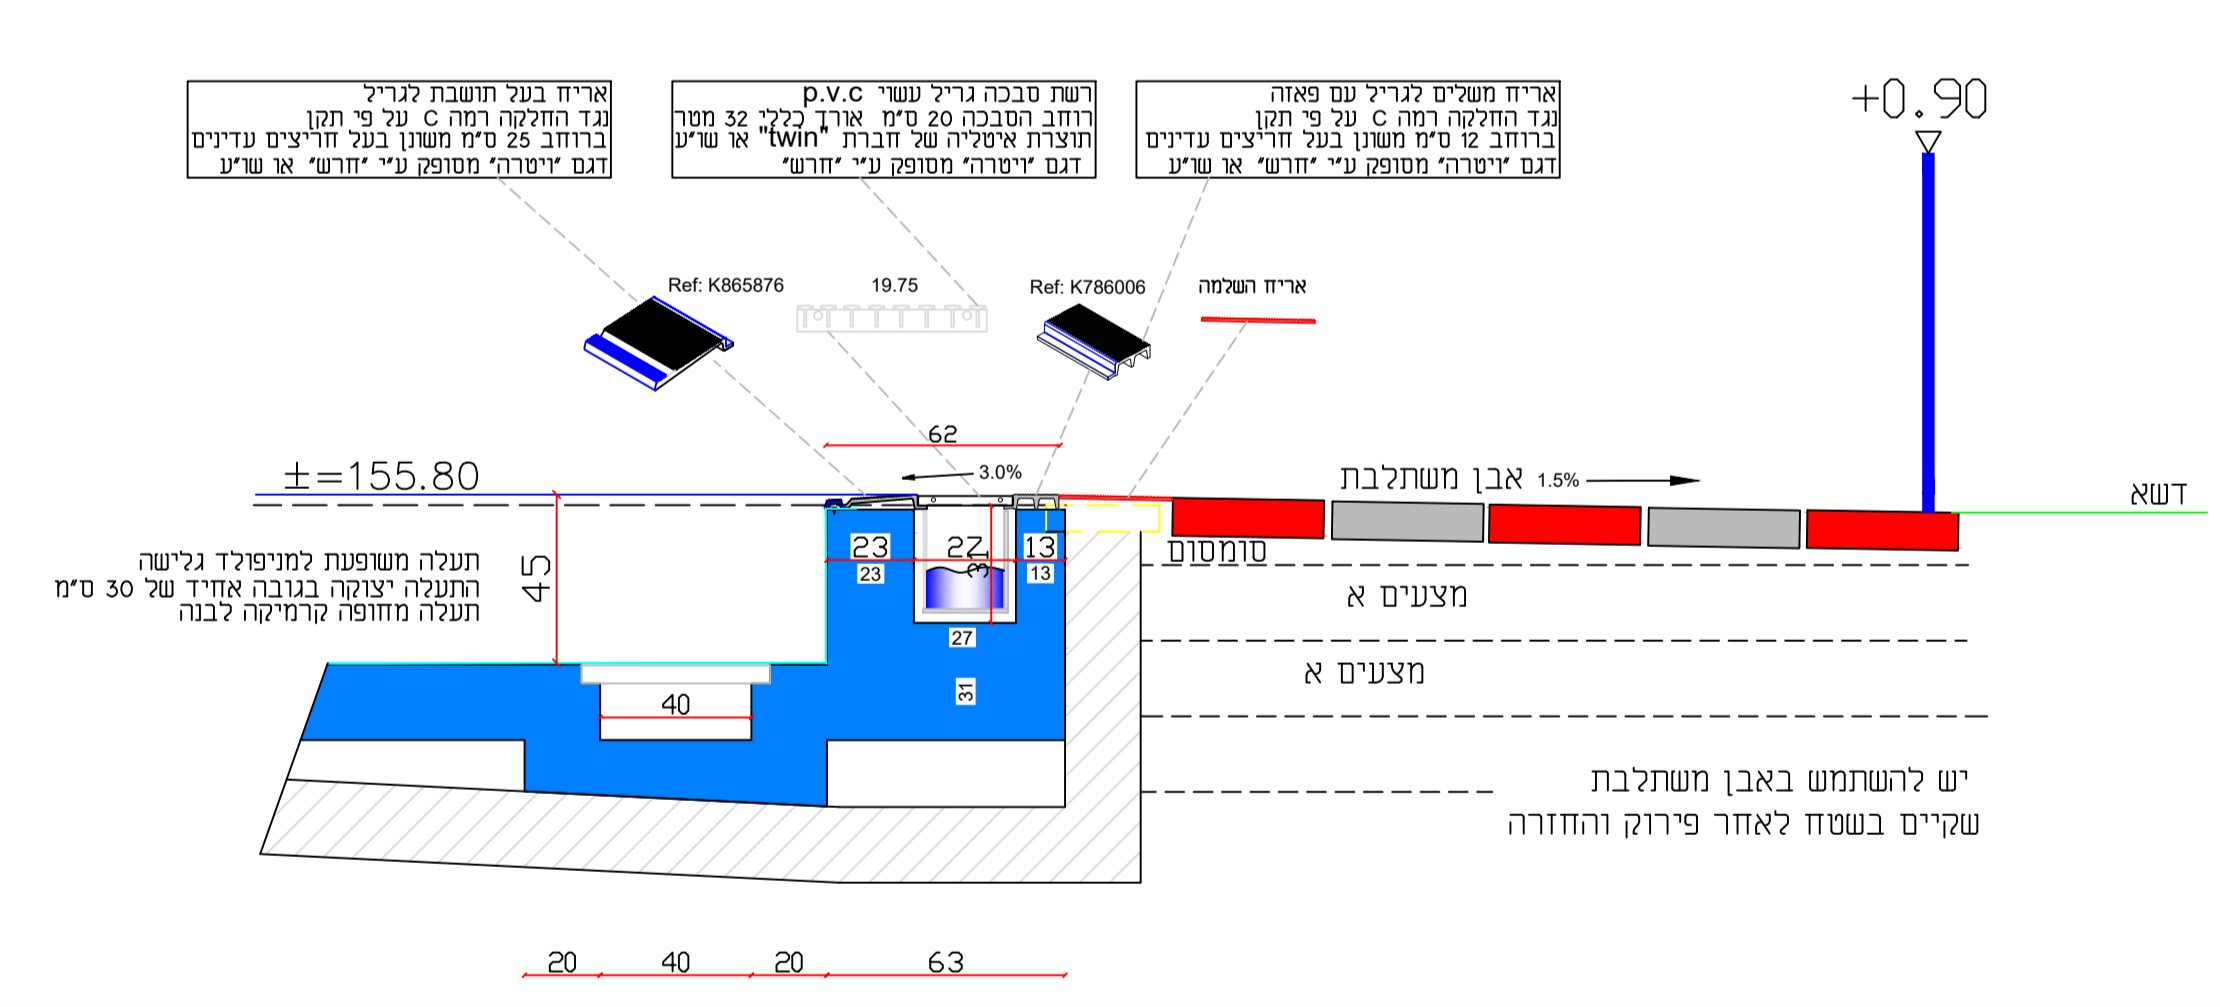 אריח בעל תושבת לגריל
נגד החלקה רמה C על פי תקן
ברוחב 25 ס"מ משונן בעל חריצים עדינים
דגם "ויטרה" מסופק ע"י "חרש" או שו"ע
רשת סבכה גריל עשוי p.v.c
רוחב הסבכה 20 ס"מ אורך כללי 32 מטר
תוצרת איטליה של חברת "twin" או שו"ע
דגם "ויטרה" מסופק ע"י "חרש"
אריח משלים לגריל עם פאזה
נגד החלקה רמה C על פי תקן
ברוחב 12 ס"מ משונן בעל חריצים עדינים
דגם "ויטרה" מסופק ע"י "חרש" או שו"ע
+0.90
Ref: K865876
19.75
Ref: K786006
אריח השלמה
62
±=155.80
3.0%
אבן משתלבת
1.5%
דשא
45
23
27
13
31
23
13
סומסום
תעלה משופעת למניפולד גלישה
התעלה יצוקה בגובה אחיד של 30 ס"מ
תעלה מחופה קרמיקה לבנה
מצעים א
27
31
מצעים א
40
יש להשתמש באבן משתלבת
שקיים בשטח לאחר פירוק והחזרה
20
40
20
63